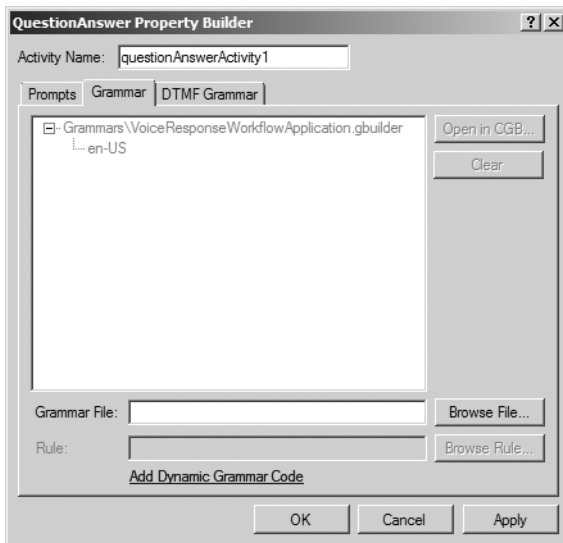 QuestionAnswer Property Builder ? ×
Activity Name: questionAnswerActivity1
Prompts Grammar DTMF Grammar
Grammars\VoiceResponseWorkflowApplication.gbuilder Open in CGB...
en-US
Clear
Grammar File: Browse File...
Rule: Browse Rule...
Add Dynamic Grammar Code
OK Cancel Apply